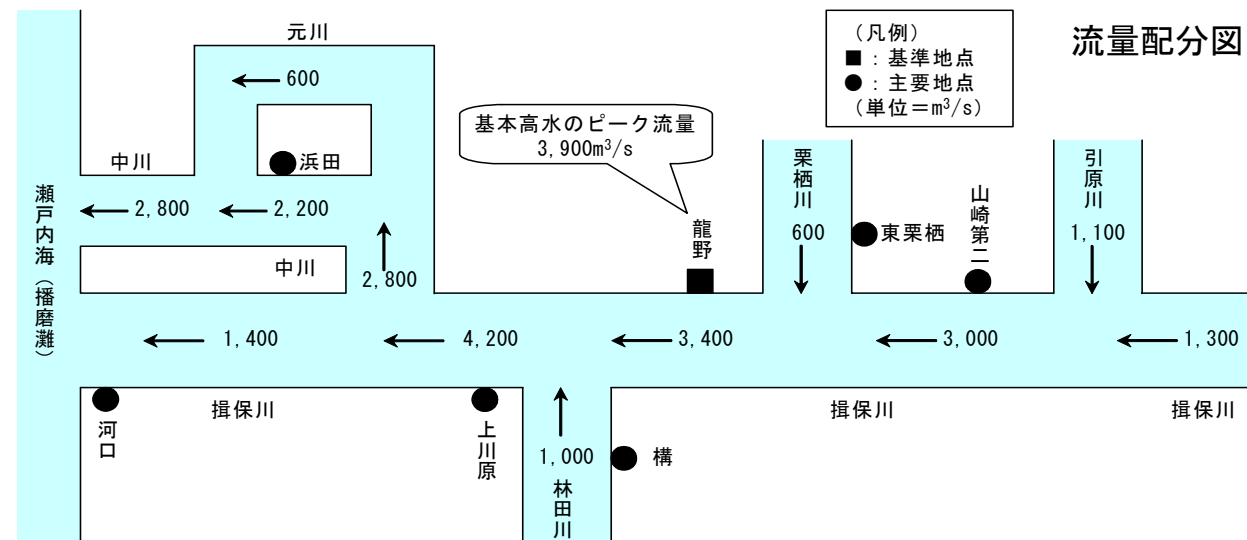 流量配分図
（凡例）
■：基準地点
●：主要地点
（単位＝m³/s）
元川
← 600
基本高水のピーク流量
3,900m³/s
中川
浜田
← 2,800
← 2,200
中川
2,800
瀬戸内海（播磨灘）
龍野
栗栖川
600
東栗栖
山崎第二
引原川
1,100
← 1,400
← 4,200
← 3,400
← 3,000
← 1,300
揖保川
揖保川
揖保川
河口
上川原
1,000
構
林田川